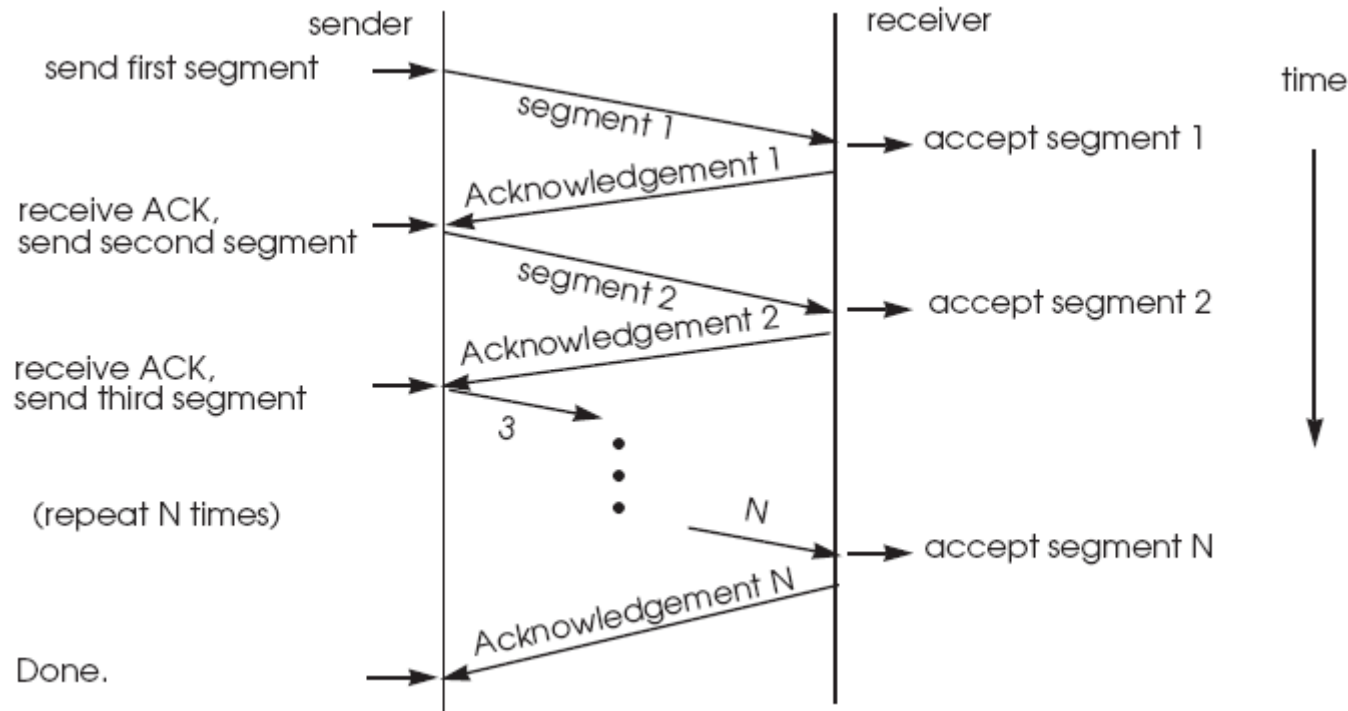 sender
receiver
send first segment
time
segment 1
accept segment 1
Acknowledgement 1
receive ACK,
send second segment
segment 2
accept segment 2
Acknowledgement 2
receive ACK,
send third segment
3
(repeat N times)
N
accept segment N
Acknowledgement N
Done.